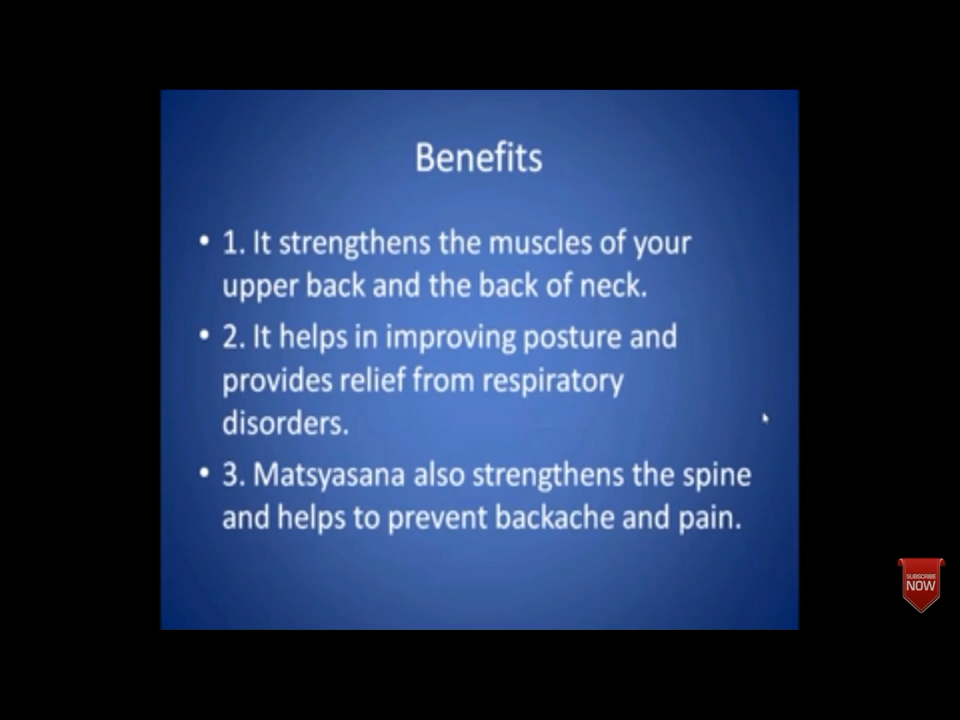 Benefits
• 1. It strengthens the muscles of your
upper back and the back of neck.
• 2. It helps in improving posture and
provides relief from respiratory
disorders.
• 3. Matsyasana also strengthens the spine
and helps to prevent backache and pain.
SUBSCRIBE
NOW